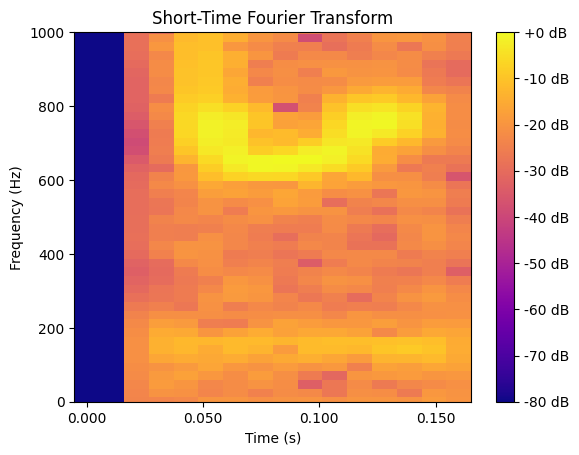 Short-Time Fourier Transform
Frequency (Hz)
1000
800
600
400
200
0
0.000
0.050
0.100
0.150
Time (s)
+0 dB
-10 dB
-20 dB
-30 dB
-40 dB
-50 dB
-60 dB
-70 dB
-80 dB